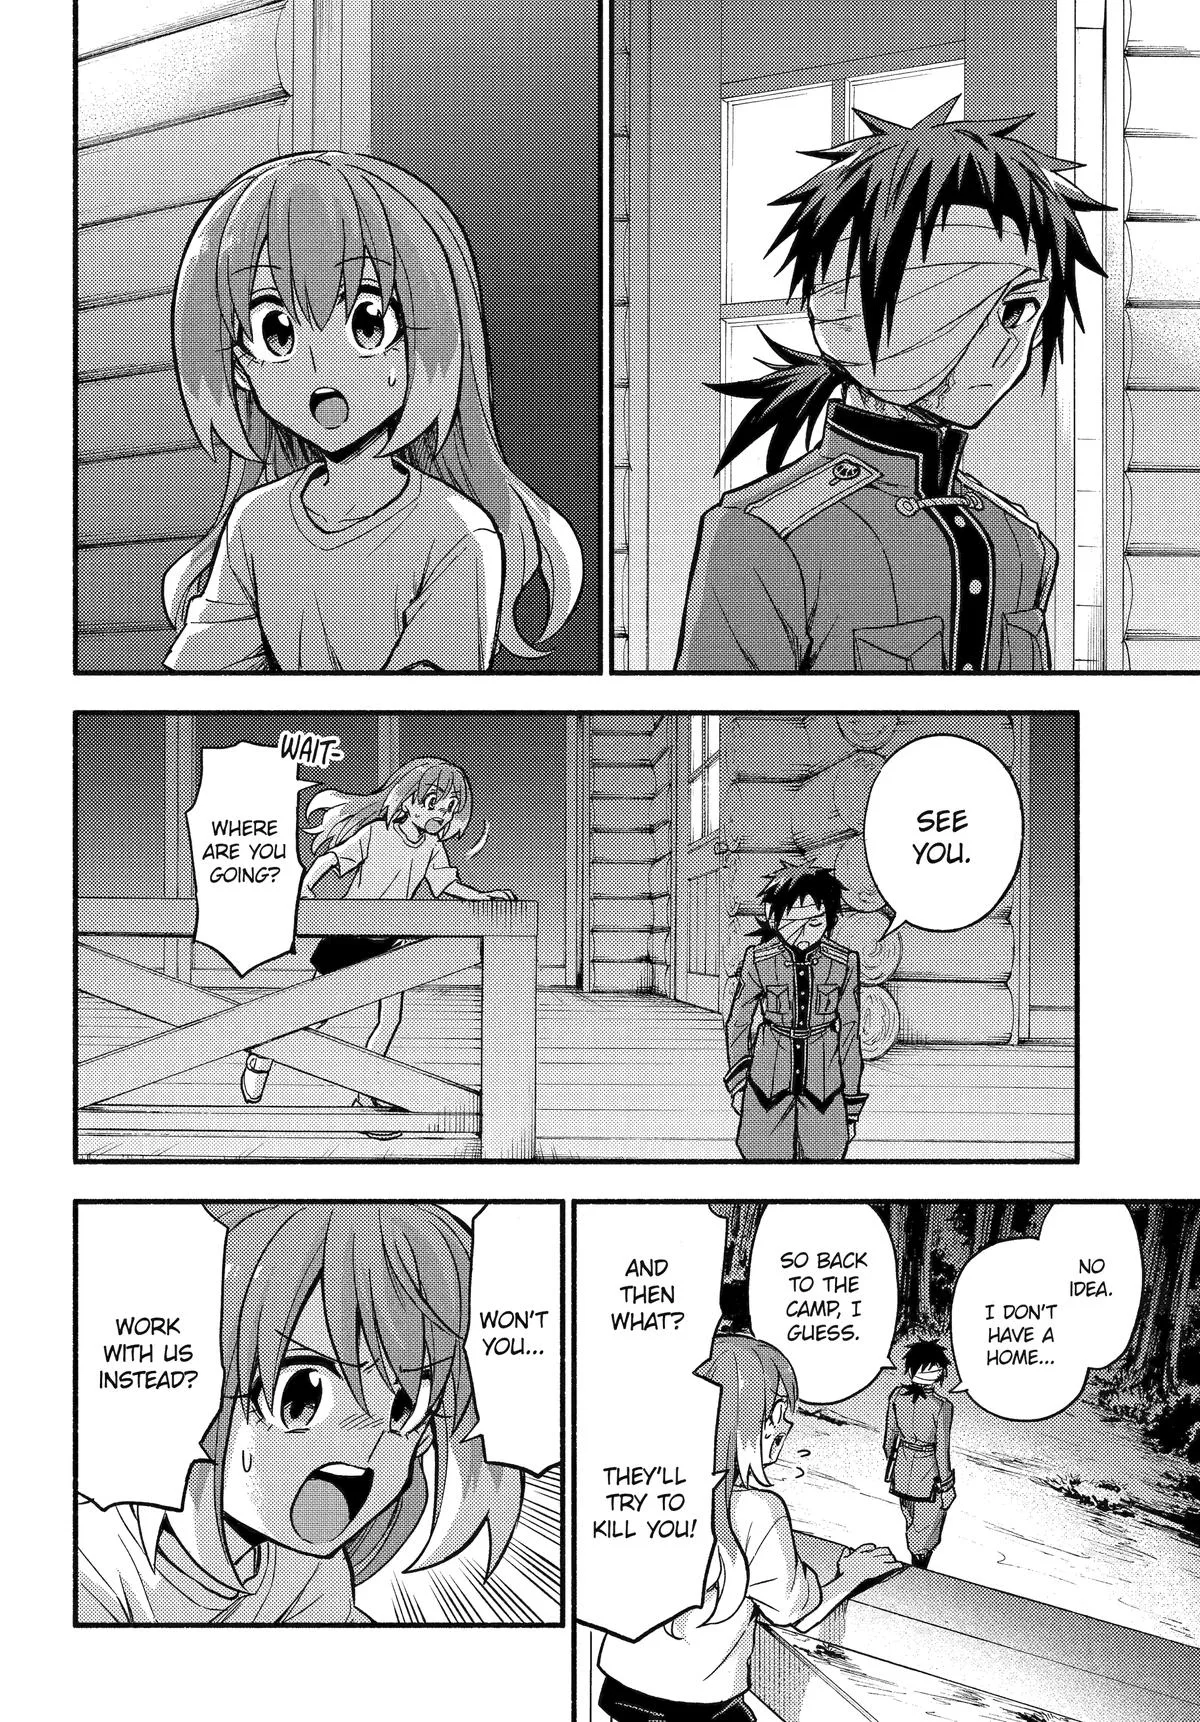 SEE
YOU.
WAIT-
WHERE
ARE YOU
GOING?
NO
IDEA.
I DON'T
HAVE A
HOME...
SO BACK
TO THE
CAMP, I
GUESS.
AND
THEN
WHAT?
THEY'LL
TRY TO
KILL YOU!
WON'T
YOU...
WORK
WITH US
INSTEAD?